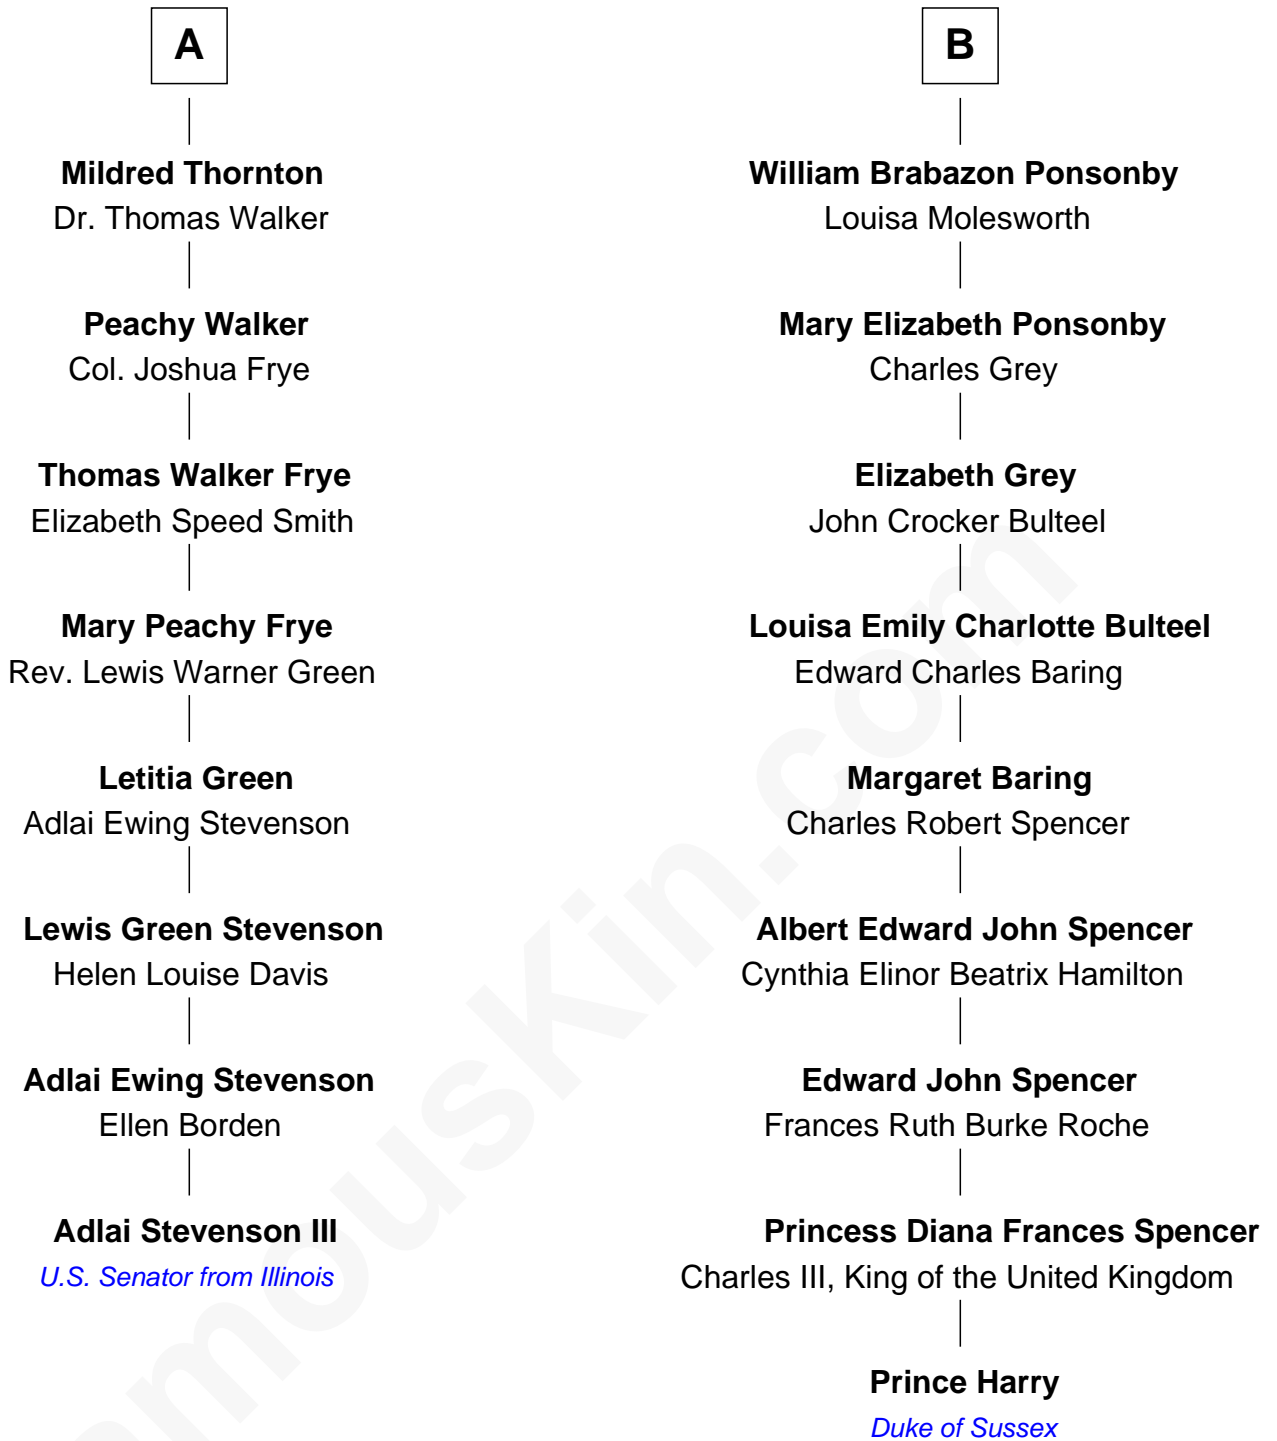 A
Mildred Thornton
Dr. Thomas Walker
Peachy Walker
Col. Joshua Frye
Thomas Walker Frye
Elizabeth Speed Smith
Mary Peachy Frye
Rev. Lewis Warner Green
Letitia Green
Adlai Ewing Stevenson
Lewis Green Stevenson
Helen Louise Davis
Adlai Ewing Stevenson
Ellen Borden
Adlai Stevenson III
U.S. Senator from Illinois
B
William Brabazon Ponsonby
Louisa Molesworth
Mary Elizabeth Ponsonby
Charles Grey
Elizabeth Grey
John Crocker Bulteel
Louisa Emily Charlotte Bulteel
Edward Charles Baring
Margaret Baring
Charles Robert Spencer
Albert Edward John Spencer
Cynthia Elinor Beatrix Hamilton
Edward John Spencer
Frances Ruth Burke Roche
Princess Diana Frances Spencer
Charles III, King of the United Kingdom
Prince Harry
Duke of Sussex
amousKin.com